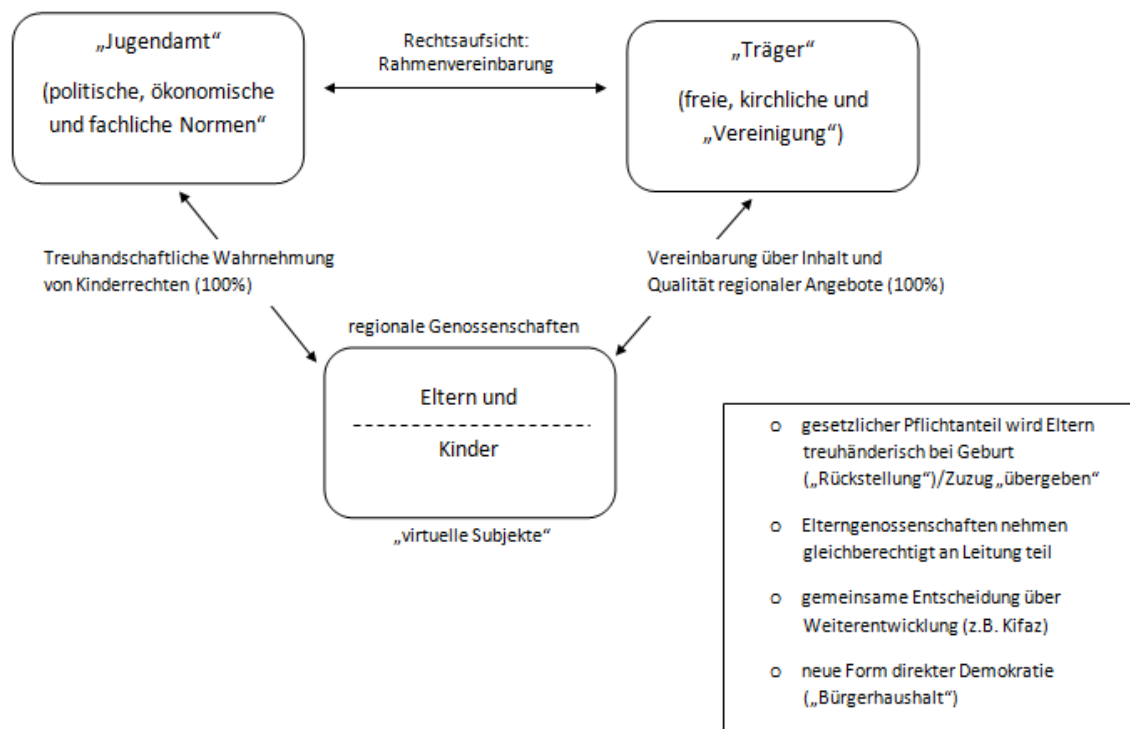 „Jugendamt“
(politische, ökonomische
und fachliche Normen“
Rechtsaufsicht:
Rahmenvereinbarung
„Träger“
(freie, kirchliche und
„Vereinigung“)
Treuhandschaftliche Wahrnehmung
von Kinderrechten (100%)
Vereinbarung über Inhalt und
Qualität regionaler Angebote (100%)
regionale Genossenschaften
Eltern und
Kinder
„virtuelle Subjekte“
o gesetzlicher Pflichtanteil wird Eltern
treuhänderisch bei Geburt
(„Rückstellung“)/Zuzug „übergeben“
o Elterngenossenschaften nehmen
gleichberechtigt an Leitung teil
o gemeinsame Entscheidung über
Weiterentwicklung (z.B. Kifaz)
o neue Form direkter Demokratie
(„Bürgerhaushalt“)